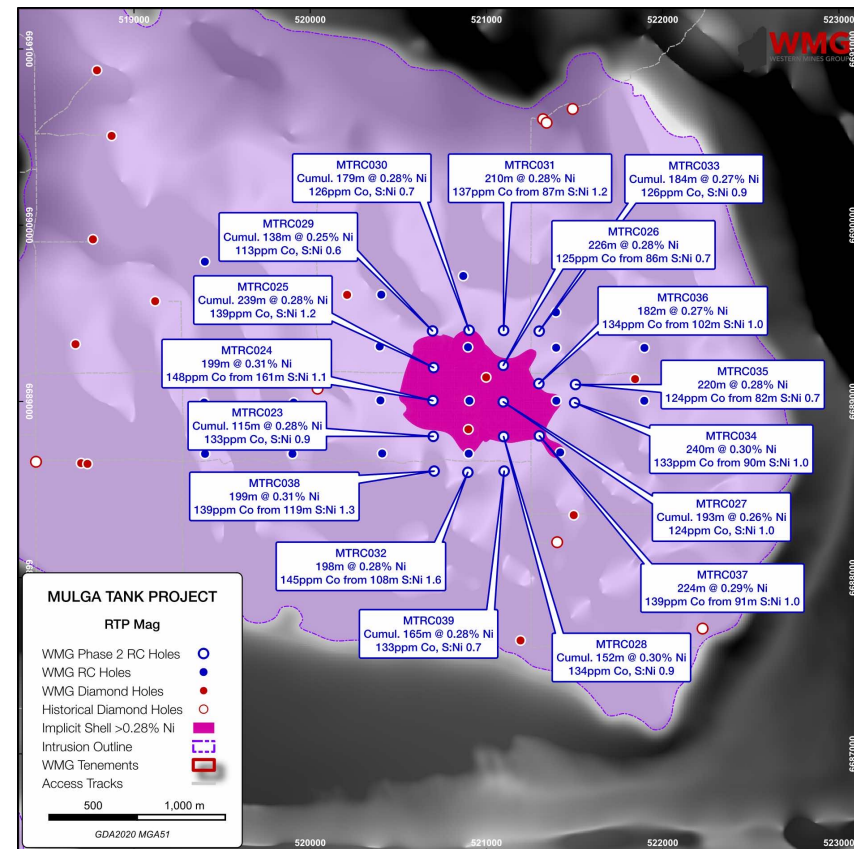 519000
520000
521000
522000
523000
6691000
6691000
WMG
WESTERN MINES GROUP
MTRC030
Cumul. 179m @ 0.28% Ni
126ppm Co, S:Ni 0.7
MTRC031
210m @ 0.28% Ni
137ppm Co from 87m S:Ni 1.2
MTRC033
Cumul. 184m @ 0.27% Ni
126ppm Co, S:Ni 0.9
MTRC029
Cumul. 138m @ 0.25% Ni
113ppm Co, S:Ni 0.6
MTRC026
226m @ 0.28% Ni
125ppm Co from 86m S:Ni 0.7
6690000
6690000
MTRC025
Cumul. 239m @ 0.28% Ni
139ppm Co, S:Ni 1.2
MTRC036
182m @ 0.27% Ni
134ppm Co from 102m S:Ni 1.0
MTRC024
199m @ 0.31% Ni
148ppm Co from 161m S:Ni 1.1
MTRC035
220m @ 0.28% Ni
124ppm Co from 82m S:Ni 0.7
6689000
6689000
MTRC023
Cumul. 115m @ 0.28% Ni
133ppm Co, S:Ni 0.9
MTRC034
240m @ 0.30% Ni
133ppm Co from 90m S:Ni 1.0
MTRC038
199m @ 0.31% Ni
139ppm Co from 119m S:Ni 1.3
MTRC027
Cumul. 193m @ 0.26% Ni
124ppm Co, S:Ni 1.0
MTRC032
198m @ 0.28% Ni
145ppm Co from 108m S:Ni 1.6
MTRC037
224m @ 0.29% Ni
139ppm Co from 91m S:Ni 1.0
6688000
MTRC039
Cumul. 165m @ 0.28% Ni
133ppm Co, S:Ni 0.7
MTRC028
Cumul. 152m @ 0.30% Ni
134ppm Co, S:Ni 0.9
6687000
MULGA TANK PROJECT
RTP Mag
WMG Phase 2 RC Holes
WMG RC Holes
WMG Diamond Holes
Historical Diamond Holes
Implicit Shell >0.28% Ni
Intrusion Outline
WMG Tenements
Access Tracks
500
1,000 m
GDA2020 MGA51
520000
521000
522000
523000